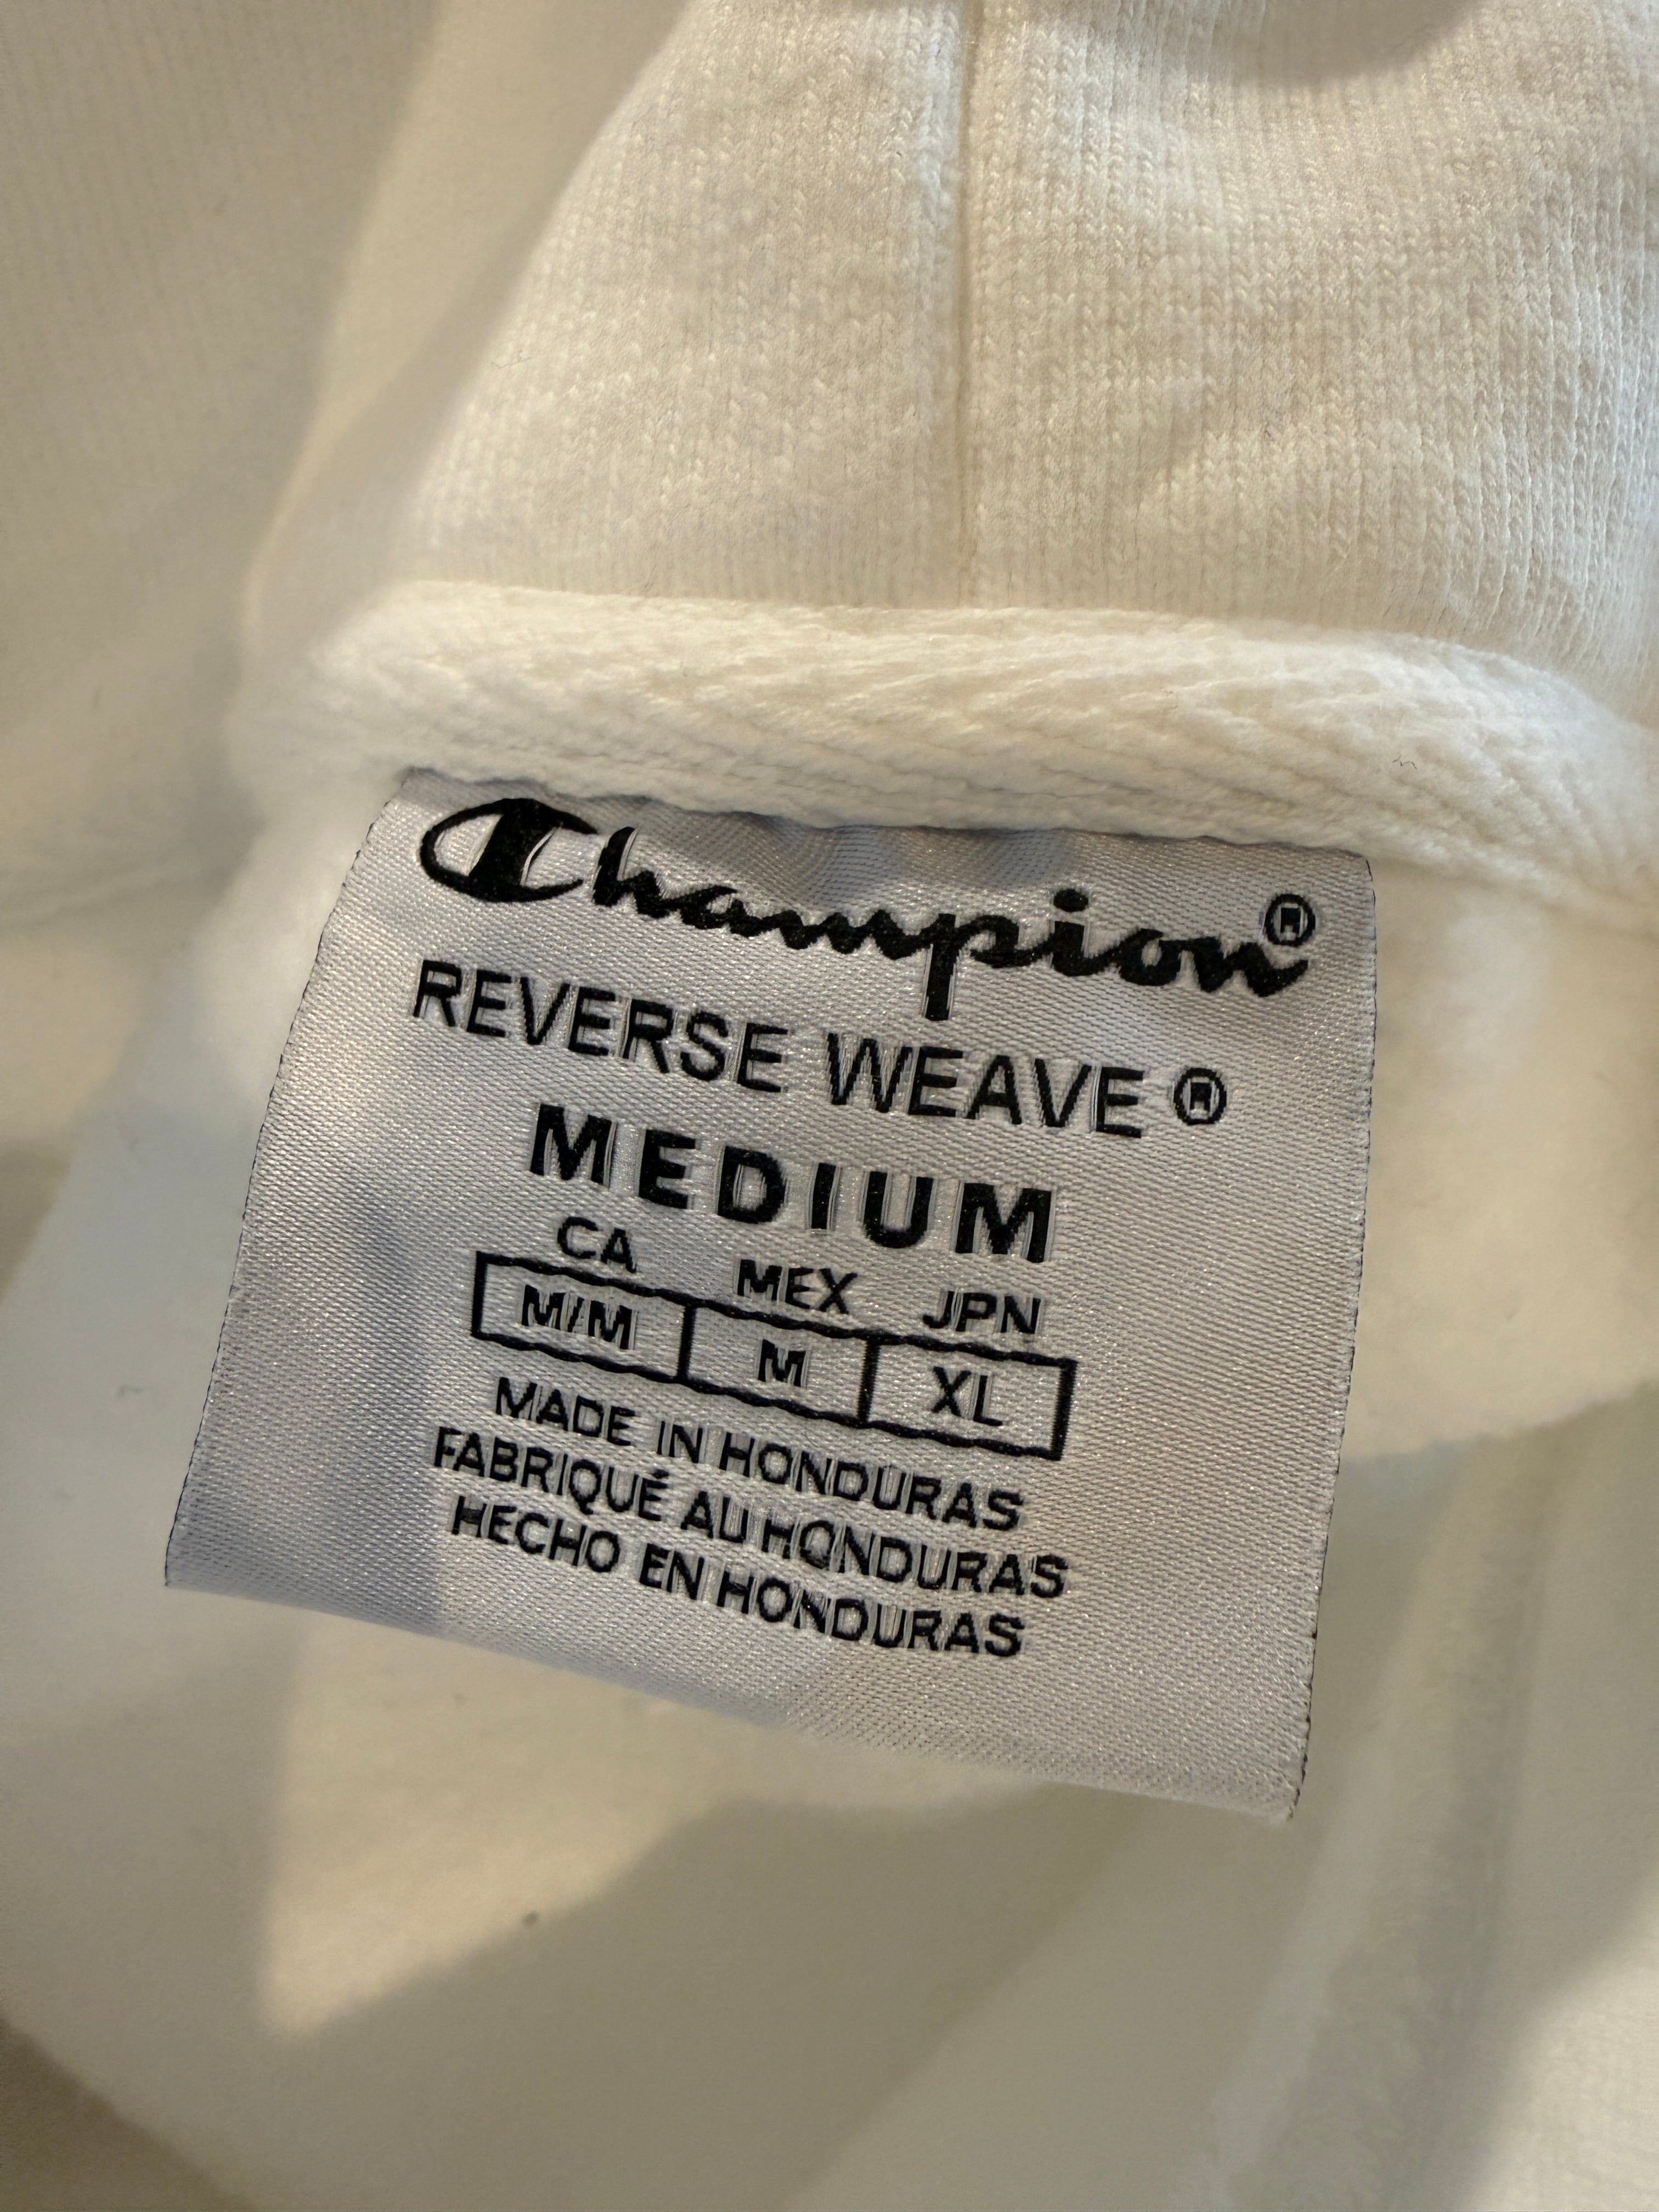 Champion®
REVERSE WEAVE®
MEDIUM
CA MEX JPN
M/M M XL
MADE IN HONDURAS
FABRIQUÉ AU HONDURAS
HECHO EN HONDURAS